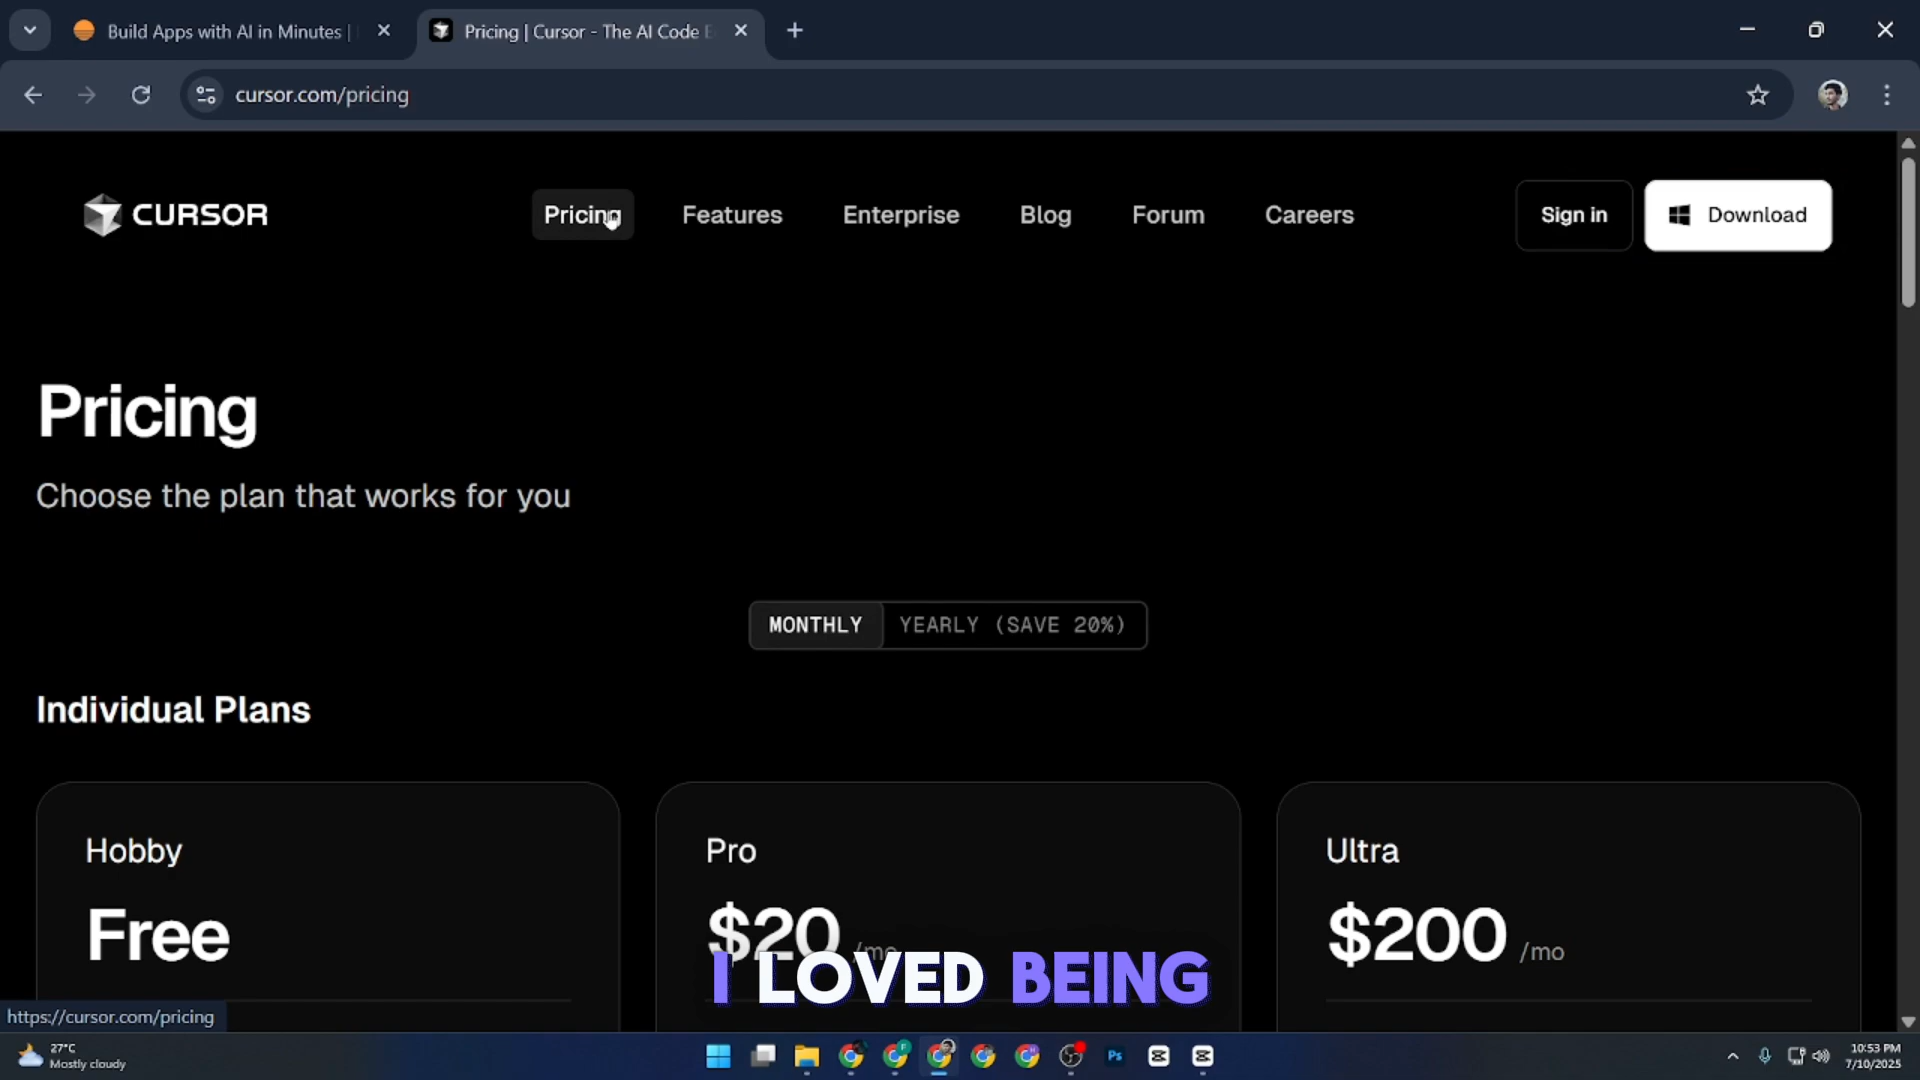 Build Apps with AI in Minutes |
Pricing | Cursor - The AI Code E
cursor.com/pricing
CURSOR
Pricing
Features
Enterprise
Blog
Forum
Careers
Sign in
Download
Pricing
Choose the plan that works for you
MONTHLY
YEARLY (SAVE 20%)
Individual Plans
Hobby
Pro
Ultra
Free
$20 /mo
$200 /mo
I LOVED BEING
https://cursor.com/pricing
27°C
Mostly cloudy
F
Ps
10:53 PM
7/10/2025